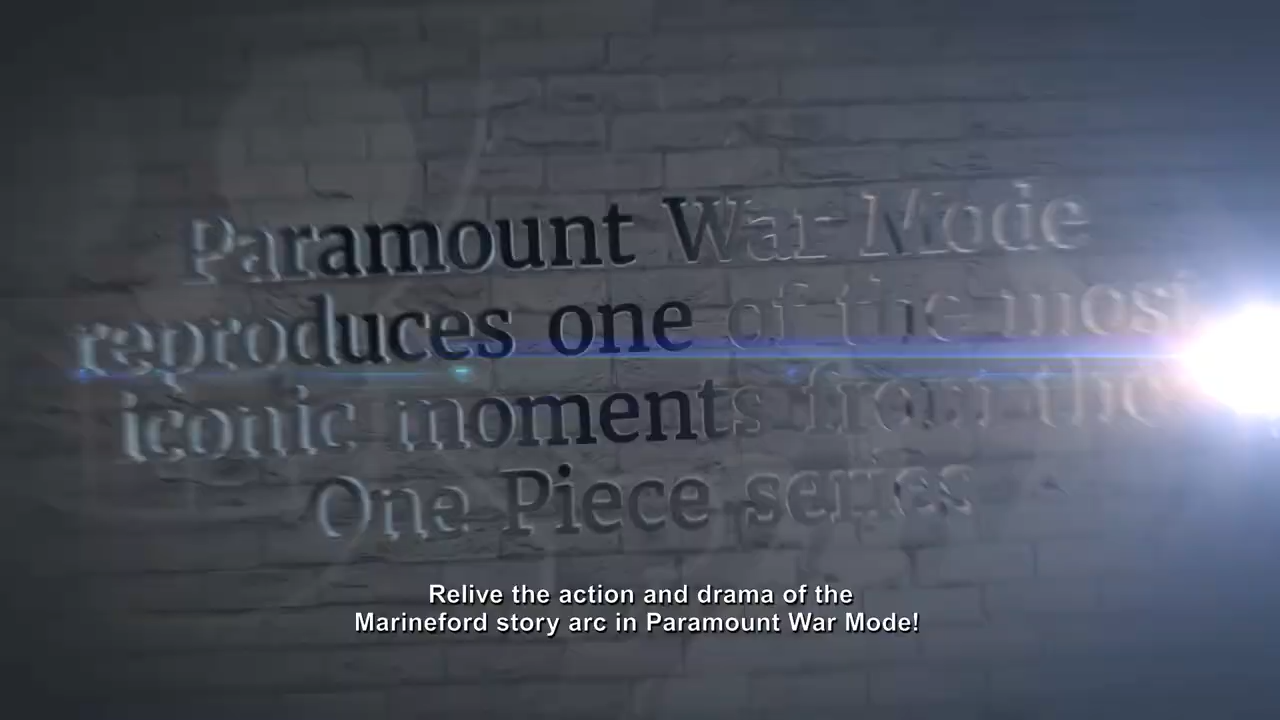 Paramount War Mode
reproduces one of the most
iconic moments from the
One Piece series
Relive the action and drama of the
Marineford story arc in Paramount War Mode!